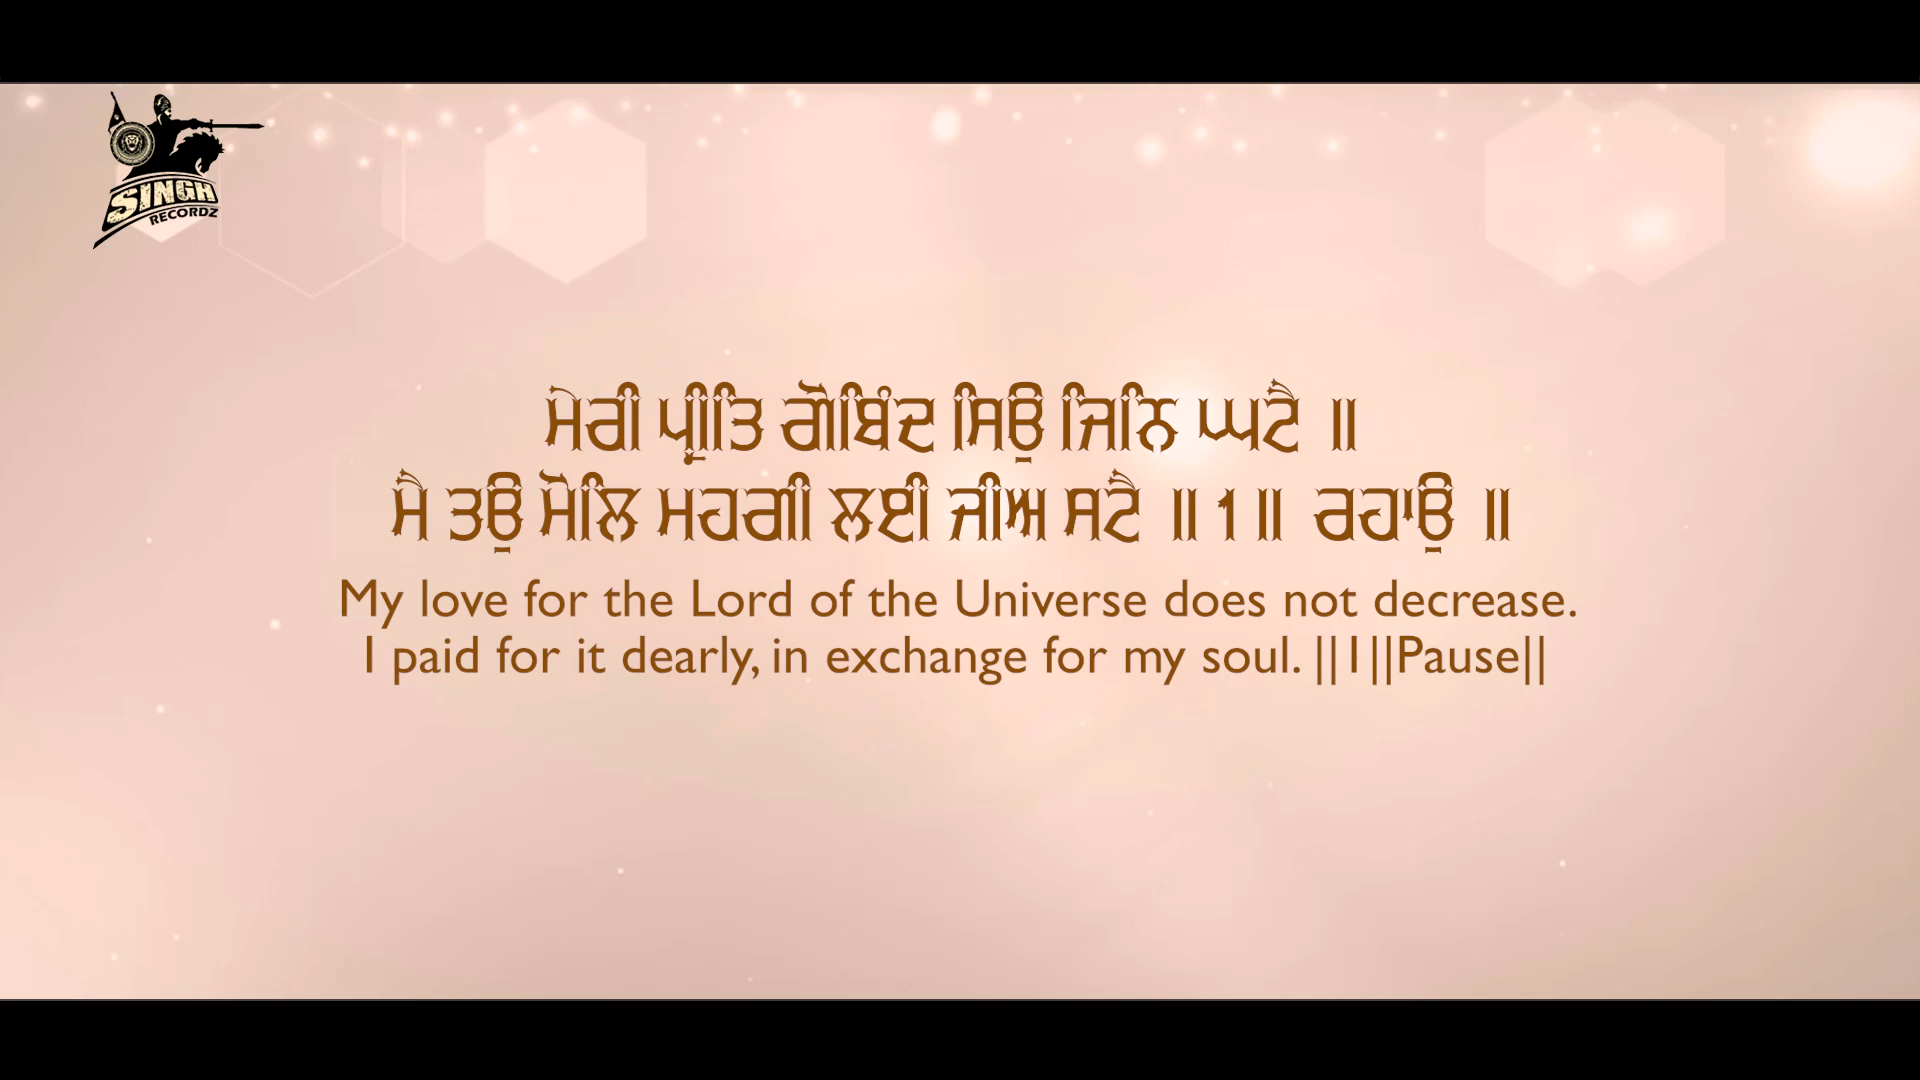 SINGH
RECORDZ
ਮੇਰੀ ਪ੍ਰੀਤਿ ਗੋਬਿੰਦ ਸਿਉ ਜਿਨਿ ਘਟੈ ॥
ਮੈ ਤਉ ਮੋਲਿ ਮਹਗੀ ਲਈ ਜੀਅ ਸਟੈ ॥ 1 ॥ ਰਹਾਉ ॥
My love for the Lord of the Universe does not decrease.
I paid for it dearly, in exchange for my soul. ||1||Pause||